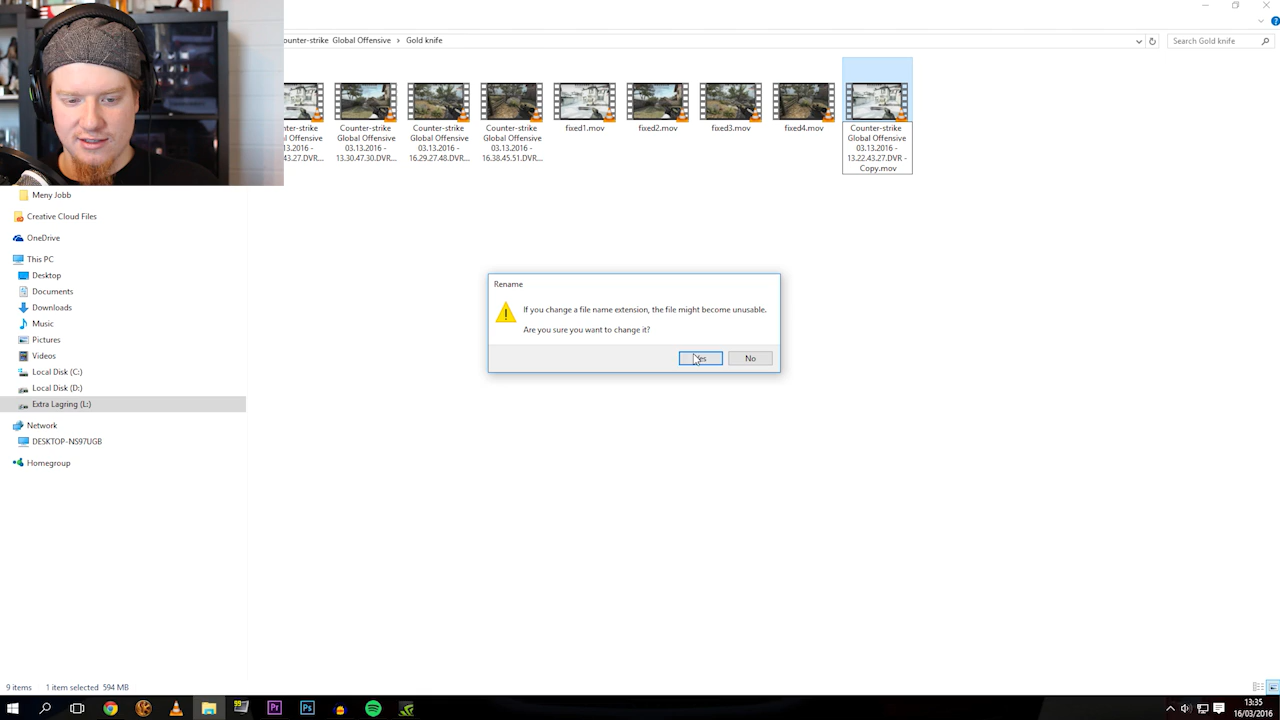 ounter-strike Global Offensive > Gold knife
Search Gold knife
nter-strike
l Offensive
13.2016 -
43.27.DVR...
Counter-strike
Global Offensive
03.13.2016 -
13.30.47.30.DVR...
Counter-strike
Global Offensive
03.13.2016 -
16.29.27.48.DVR...
Counter-strike
Global Offensive
03.13.2016 -
16.38.45.51.DVR...
fixed1.mov
fixed2.mov
fixed3.mov
fixed4.mov
Counter-strike
Global Offensive
03.13.2016 -
13.22.43.27.DVR -
Copy.mov
Meny Jobb
Creative Cloud Files
OneDrive
This PC
Desktop
Documents
Downloads
Music
Pictures
Videos
Local Disk (C:)
Local Disk (D:)
Extra Lagring (L:)
Network
DESKTOP-NS97UGB
Homegroup
Rename
If you change a file name extension, the file might become unusable.
Are you sure you want to change it?
Yes
No
9 items 1 item selected 594 MB
99
Pr
Ps
13:35
16/03/2016